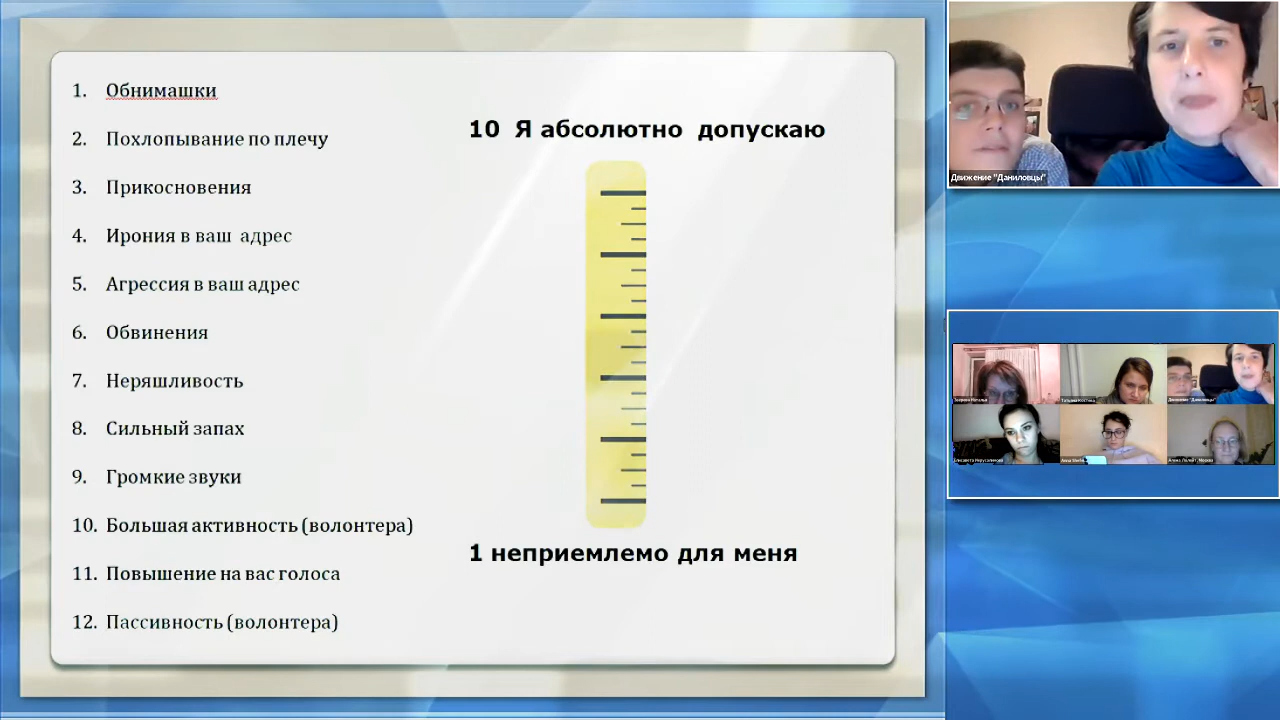 1. Обнимашки
2. Похлопывание по плечу
3. Прикосновения
4. Ирония в ваш адрес
5. Агрессия в ваш адрес
6. Обвинения
7. Неряшливость
8. Сильный запах
9. Громкие звуки
10. Большая активность (волонтера)
11. Повышение на вас голоса
12. Пассивность (волонтера)
10 Я абсолютно допускаю
1 неприемлемо для меня
Движение "Даниловцы"
Движение "Даниловцы"